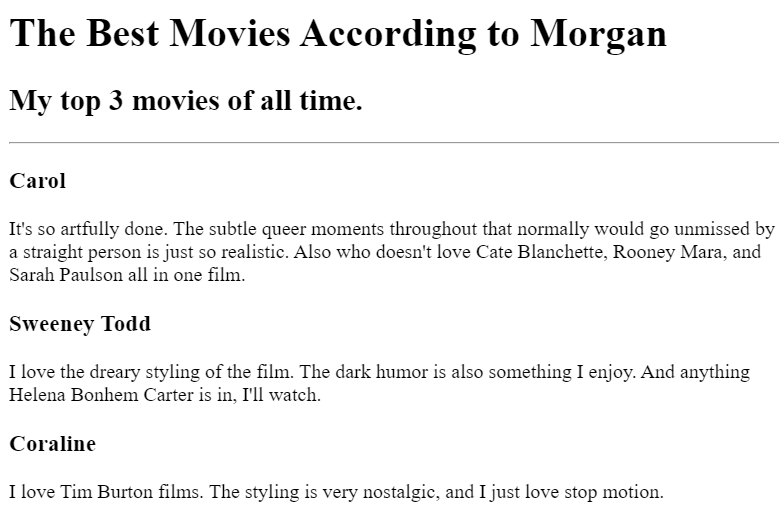 The Best Movies According to Morgan
My top 3 movies of all time.
Carol
It's so artfully done. The subtle queer moments throughout that normally would go unmissed by
a straight person is just so realistic. Also who doesn't love Cate Blanchette, Rooney Mara, and
Sarah Paulson all in one film.
Sweeney Todd
I love the dreary styling of the film. The dark humor is also something I enjoy. And anything
Helena Bonhem Carter is in, I'll watch.
Coraline
I love Tim Burton films. The styling is very nostalgic, and I just love stop motion.